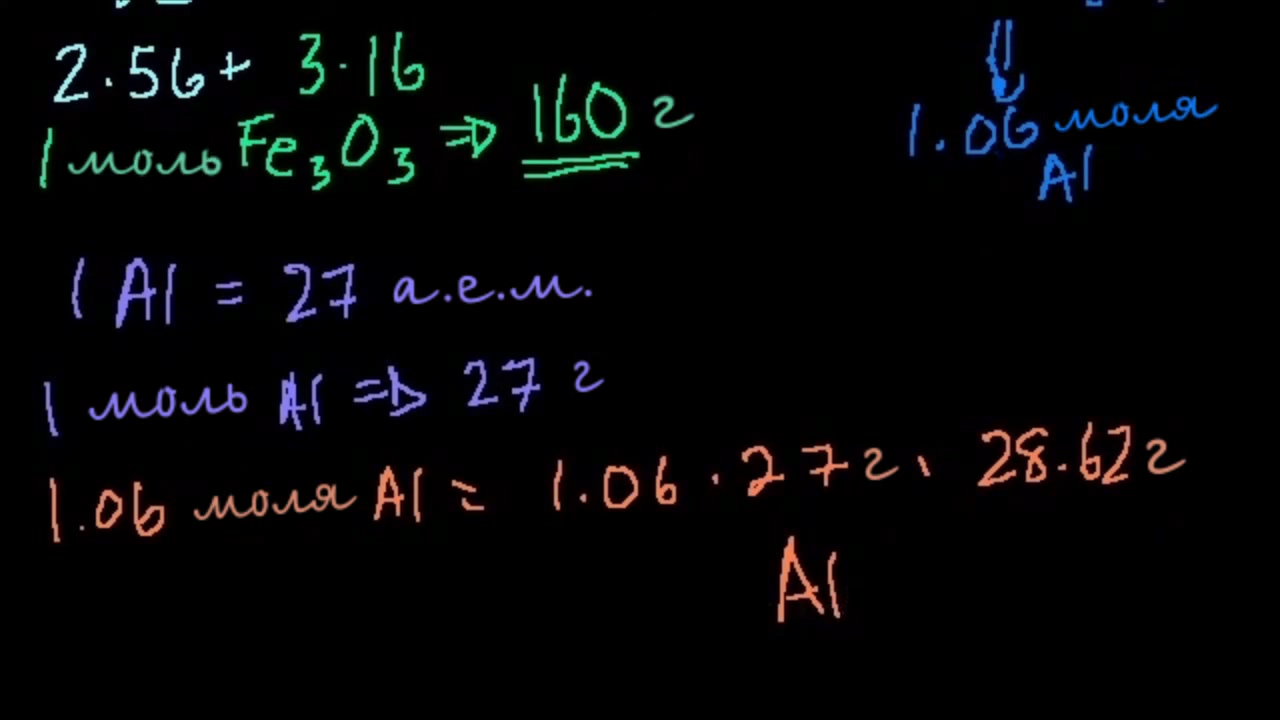 2·56+ 3·16
1 моль Fe₃O₃ ⇒ 160 г
1.06 моля
Al
1 Al = 27 а.е.м.
1 моль Al ⇒ 27 г
1.06 моля Al = 1.06 · 27 г = 28.62 г
Al